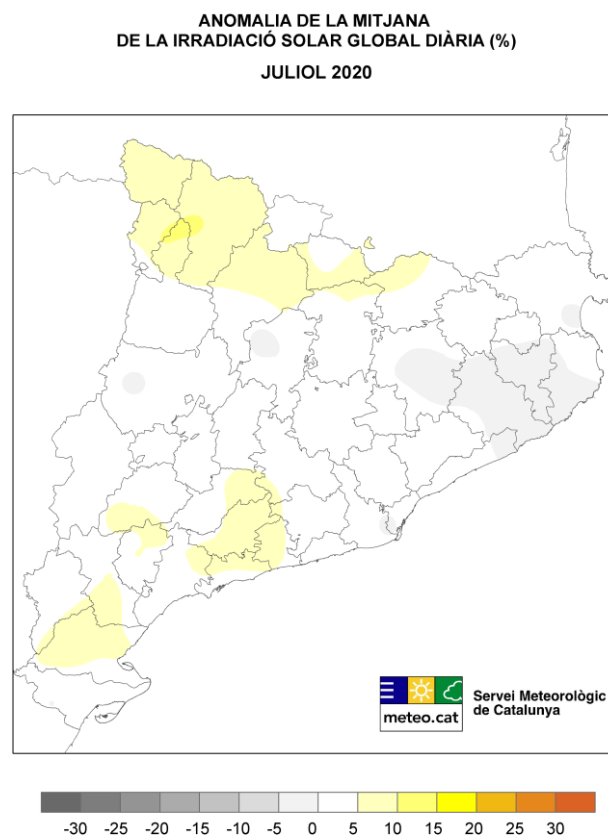 ANOMALIA DE LA MITJANA
DE LA IRRADIACIÓ SOLAR GLOBAL DIÀRIA (%)
JULIOL 2020
meteo.cat
Servei Meteorològic
de Catalunya
-30 -25 -20 -15 -10 -5 0 5 10 15 20 25 30